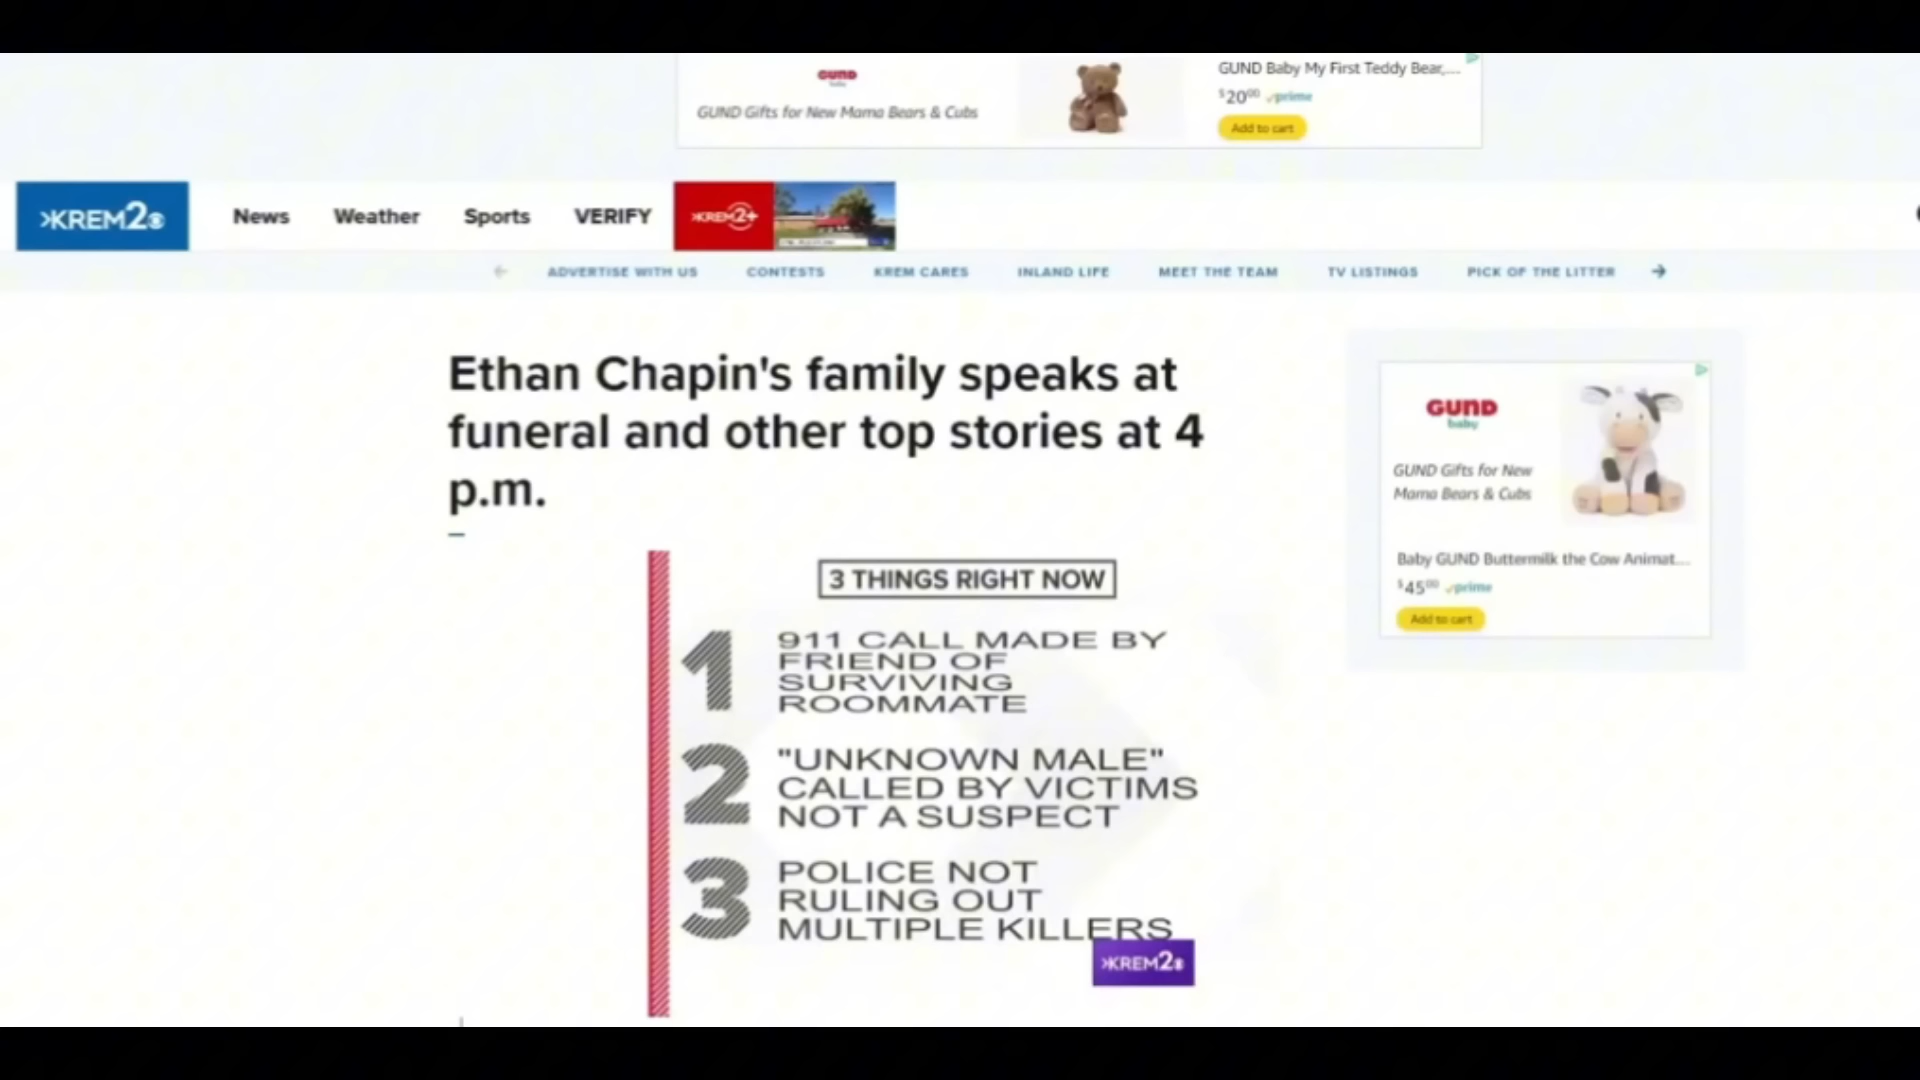 GUND
baby
GUND Gifts for New Mama Bears & Cubs
GUND Baby My First Teddy Bear,...
$20⁰⁰ prime
Add to cart
KREM2
News Weather Sports VERIFY KREM2+
ADVERTISE WITH US CONTESTS KREM CARES INLAND LIFE MEET THE TEAM TV LISTINGS PICK OF THE LITTER
Ethan Chapin's family speaks at
funeral and other top stories at 4
p.m.
3 THINGS RIGHT NOW
1 911 CALL MADE BY
FRIEND OF
SURVIVING
ROOMMATE
2 "UNKNOWN MALE"
CALLED BY VICTIMS
NOT A SUSPECT
3 POLICE NOT
RULING OUT
MULTIPLE KILLERS
KREM2
GUND
baby
GUND Gifts for New
Mama Bears & Cubs
Baby GUND Buttermilk the Cow Animat...
$45⁰⁰ prime
Add to cart